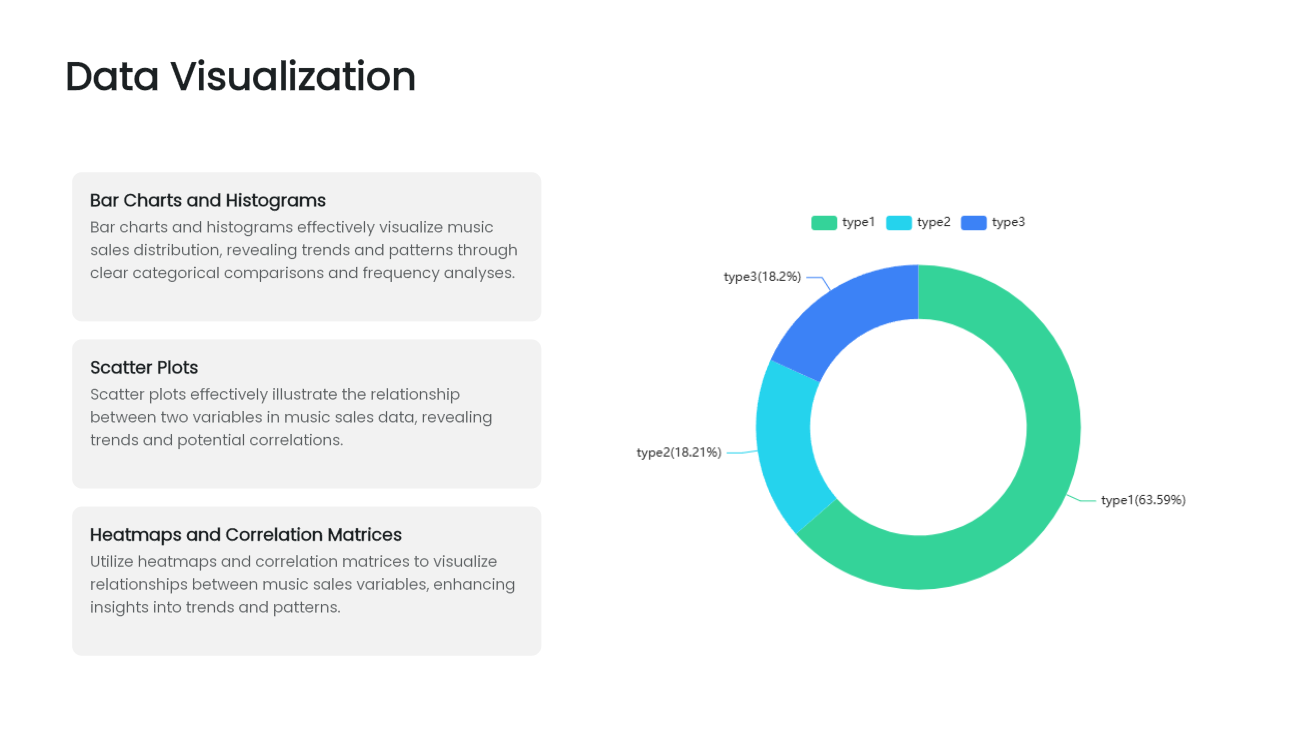 Data Visualization
Bar Charts and Histograms
Bar charts and histograms effectively visualize music
sales distribution, revealing trends and patterns through
clear categorical comparisons and frequency analyses.
Scatter Plots
Scatter plots effectively illustrate the relationship
between two variables in music sales data, revealing
trends and potential correlations.
Heatmaps and Correlation Matrices
Utilize heatmaps and correlation matrices to visualize
relationships between music sales variables, enhancing
insights into trends and patterns.
type1 type2 type3
type3(18.2%)
type2(18.21%)
type1(63.59%)